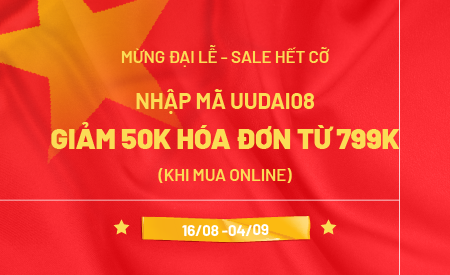 MỪNG ĐẠI LỄ - SALE HẾT CỠ
NHẬP MÃ UUDAI08
GIẢM 50K HÓA ĐƠN TỪ 799K
(KHI MUA ONLINE)
16/08 -04/09